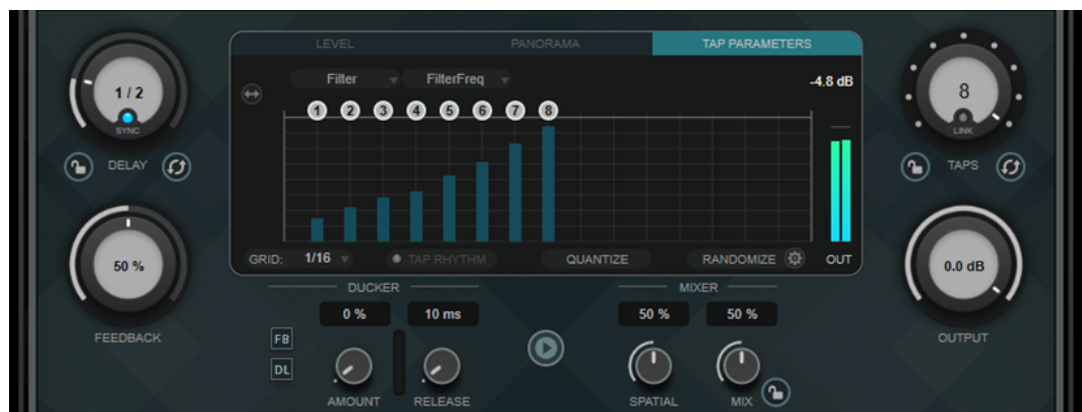 LEVEL PANORAMA TAP PARAMETERS
Filter FilterFreq -4.8 dB
1/2 8
SYNC LINK
1 2 3 4 5 6 7 8
DELAY TAPS
GRID: 1/16 TAP RHYTHM QUANTIZE RANDOMIZE OUT
50 % 0.0 dB
DUCKER MIXER
0 % 10 ms 50 % 50 %
FEEDBACK FB OUTPUT
DL
AMOUNT RELEASE SPATIAL MIX